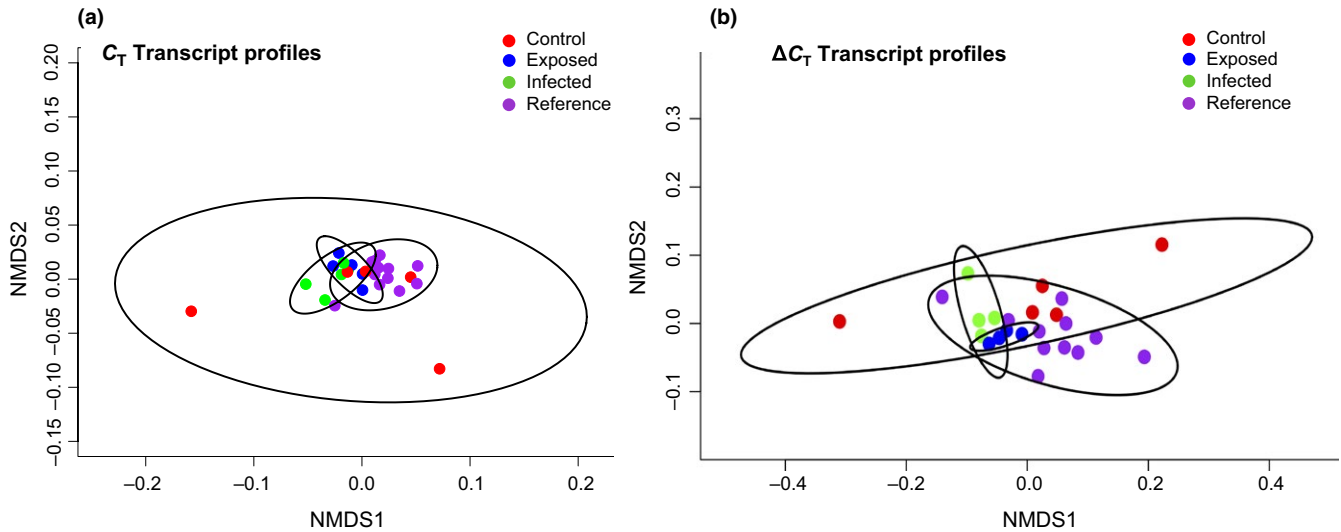 (a)
C_T Transcript profiles
Control
Exposed
Infected
Reference
NMDS2
0.20
0.15
0.10
0.05
0.00
−0.05
−0.10
−0.15
−0.2
−0.1
0.0
0.1
0.2
NMDS1
(b)
ΔC_T Transcript profiles
Control
Exposed
Infected
Reference
NMDS2
0.3
0.2
0.1
0.0
−0.1
−0.4
−0.2
0.0
0.2
0.4
NMDS1